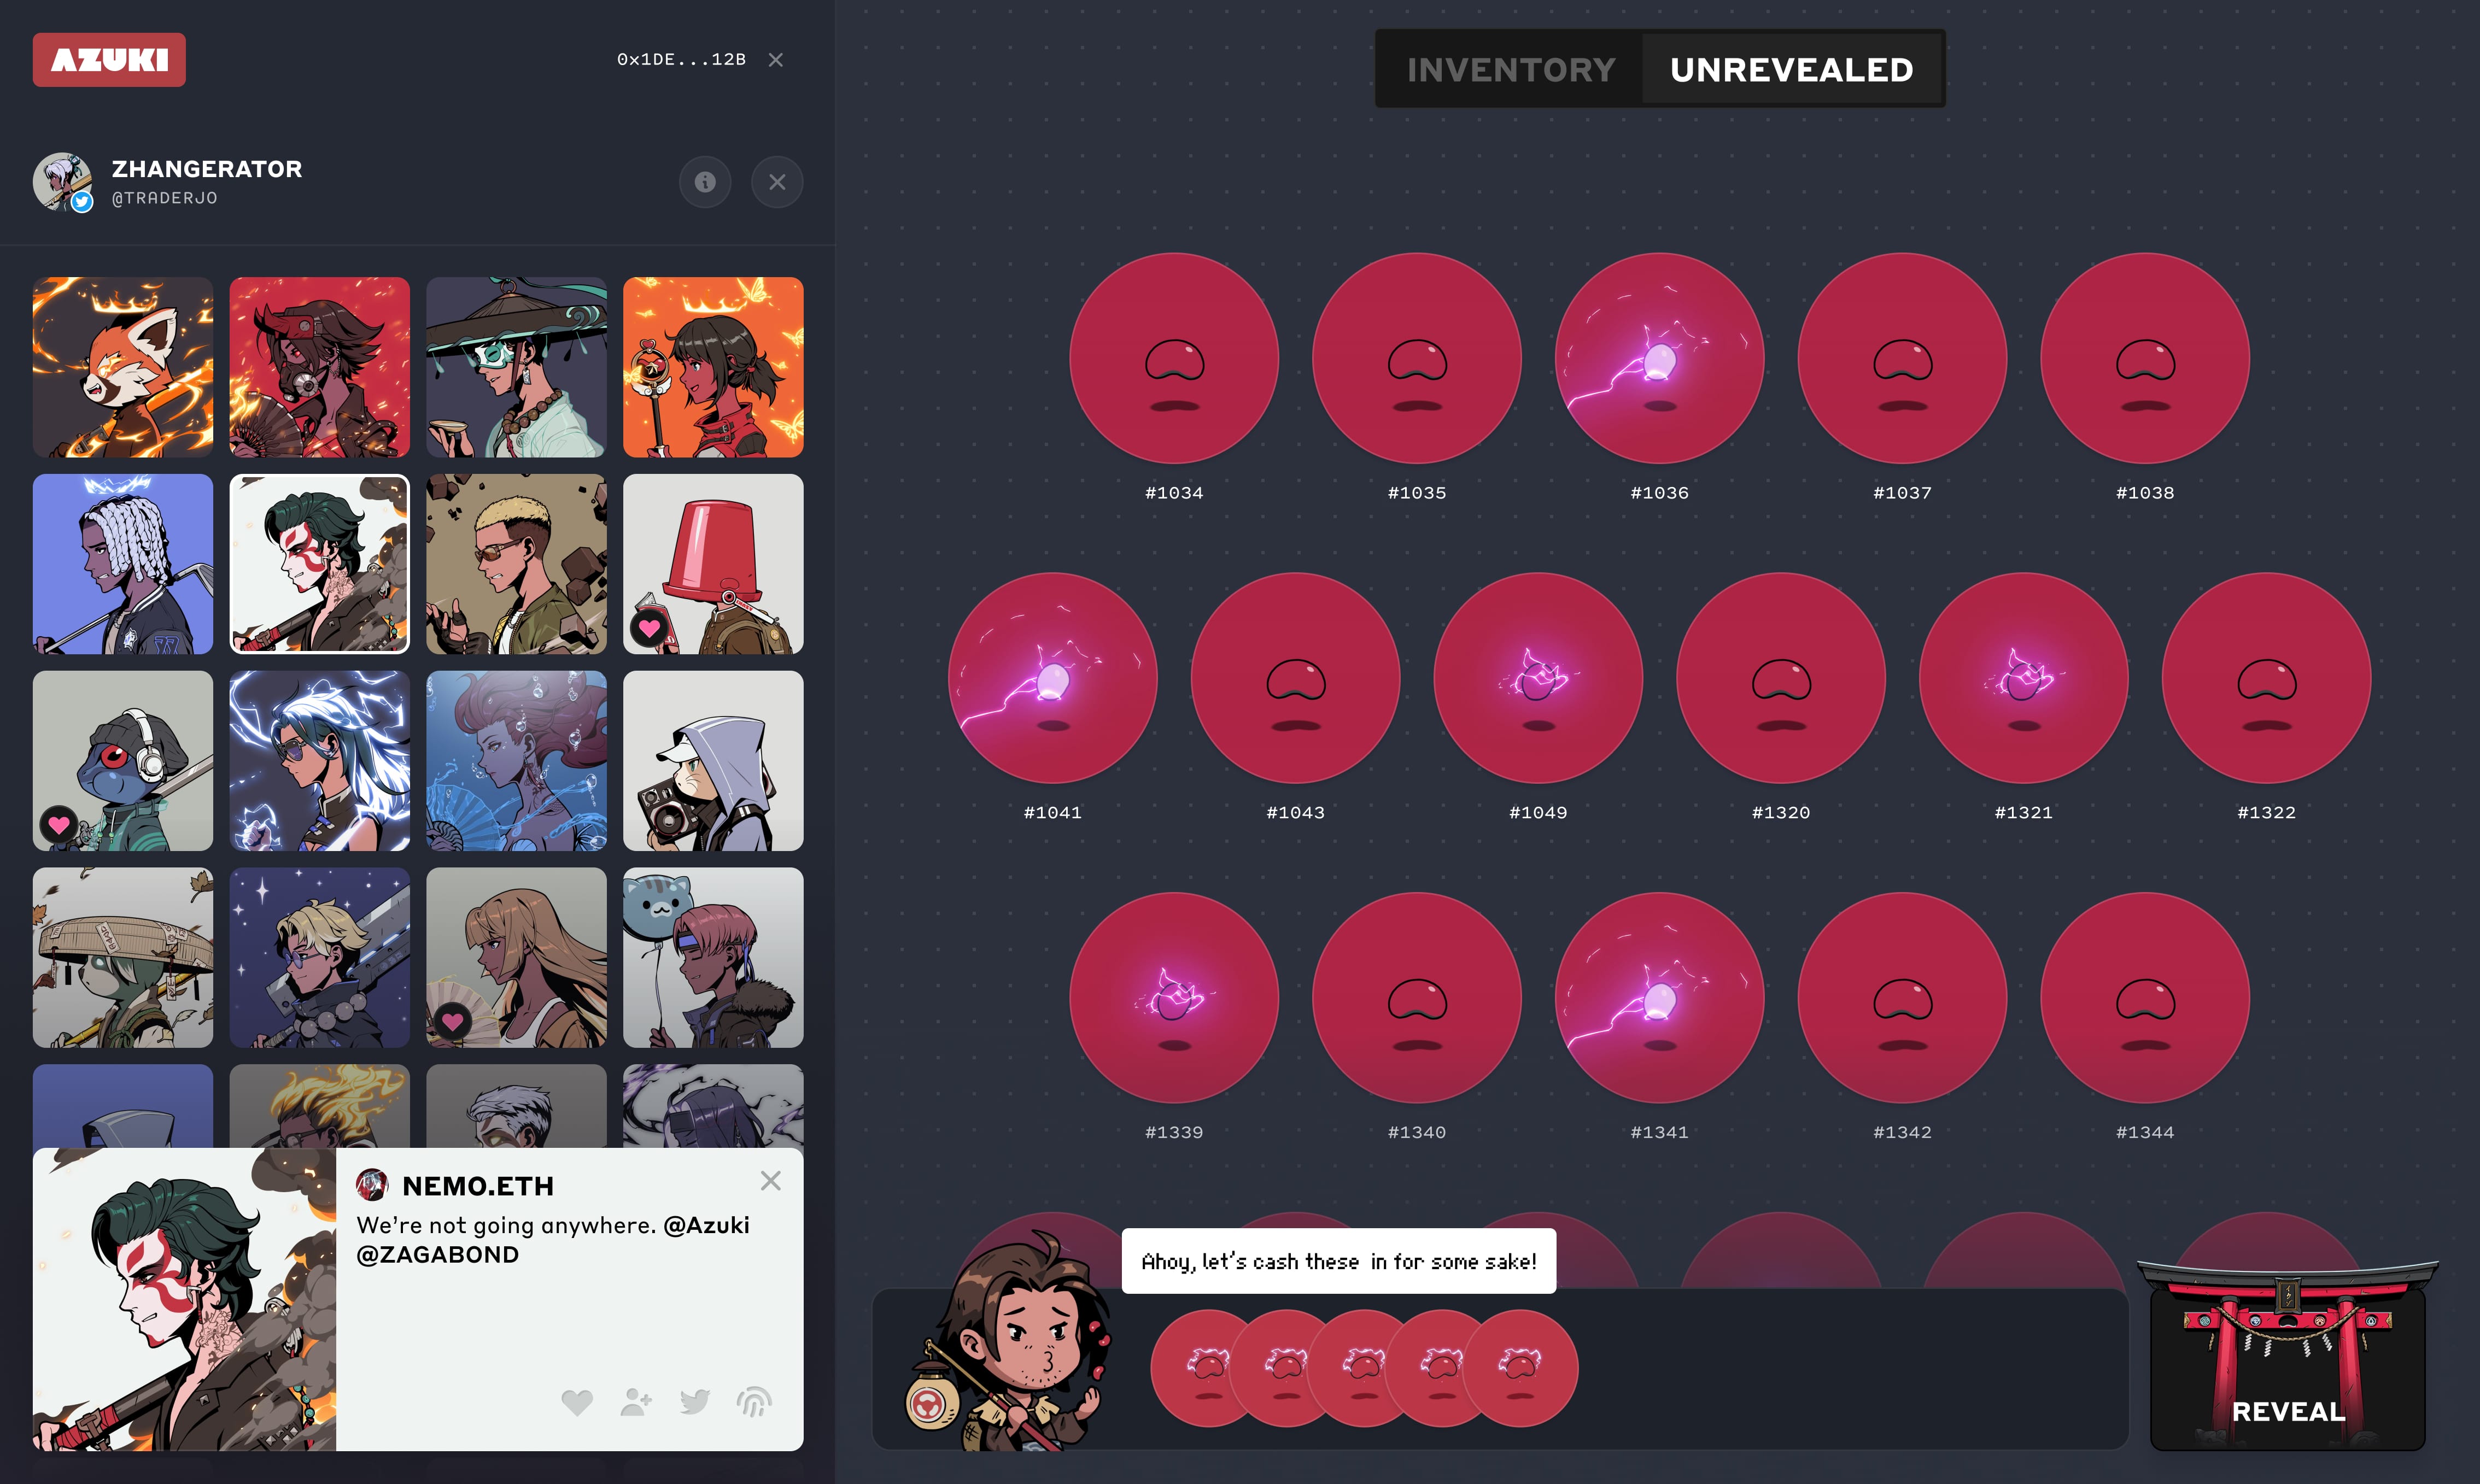 AZUKI
0x1DE...12B
ZHANGERATOR
@TRADERJO
INVENTORY
UNREVEALED
#1034
#1035
#1036
#1037
#1038
#1041
#1043
#1049
#1320
#1321
#1322
#1339
#1340
#1341
#1342
#1344
NEMO.ETH
We’re not going anywhere. @Azuki
@ZAGABOND
Ahoy, let's cash these in for some sake!
REVEAL